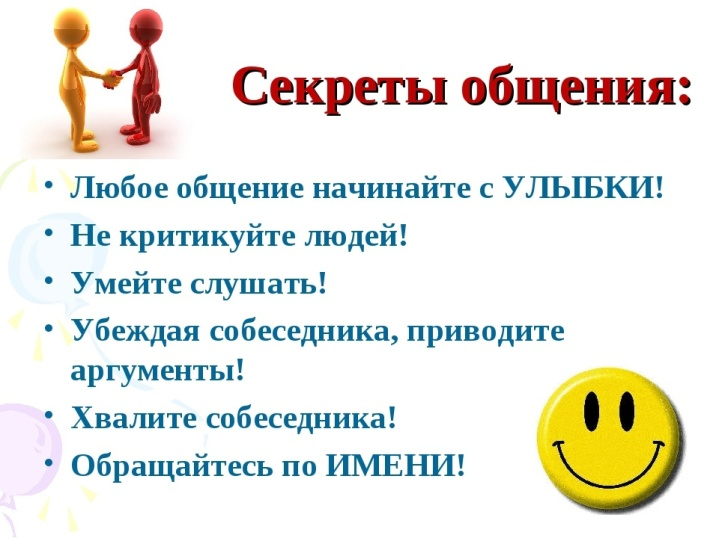 Секреты общения:
• Любое общение начинайте с УЛЫБКИ!
• Не критикуйте людей!
• Умейте слушать!
• Убеждая собеседника, приводите
аргументы!
• Хвалите собеседника!
• Обращайтесь по ИМЕНИ!